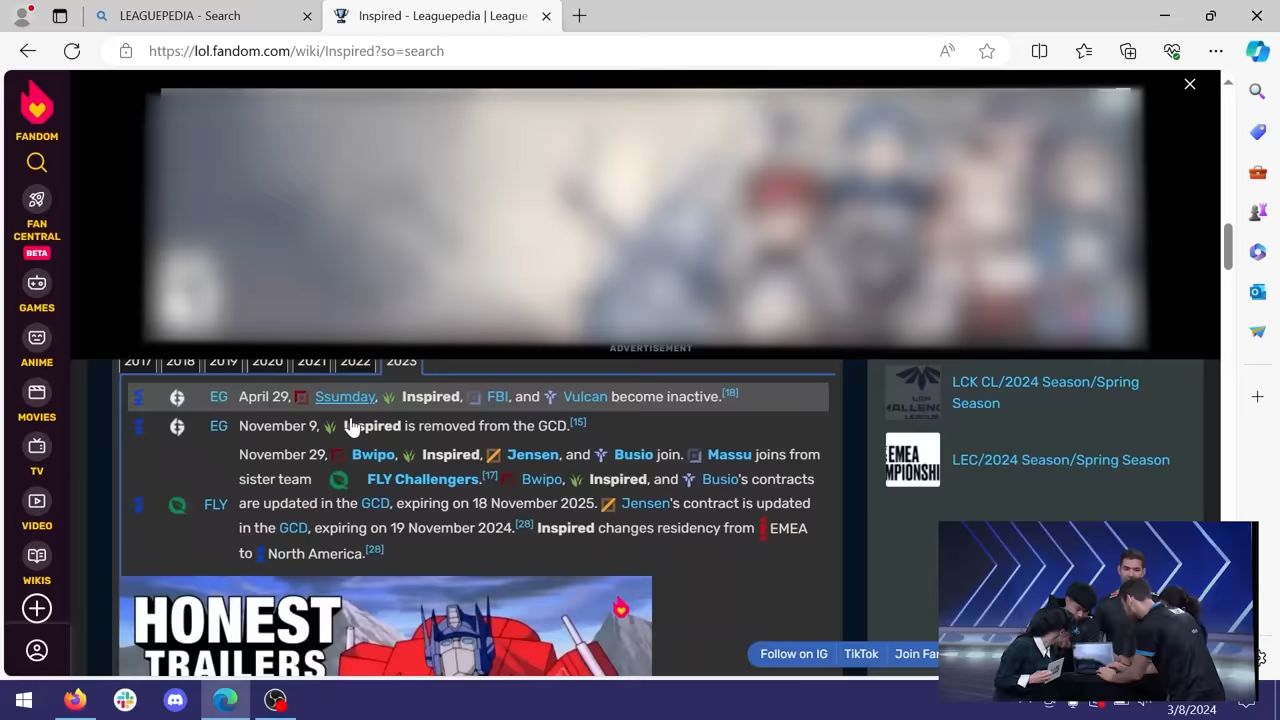 LEAGUEPEDIA - Search
Inspired - Leaguepedia | League
https://lol.fandom.com/wiki/Inspired?so=search
FANDOM
FAN
CENTRAL
BETA
GAMES
ANIME
MOVIES
TV
VIDEO
WIKIS
ADVERTISEMENT
2017 2018 2019 2020 2021 2022 2023
EG April 29, Ssumday, Inspired, FBI, and Vulcan become inactive.[18]
EG November 9, Inspired is removed from the GCD.[15]
November 29, Bwipo, Inspired, Jensen, and Busio join. Massu joins from
sister team FLY Challengers.[17] Bwipo, Inspired, and Busio's contracts
FLY are updated in the GCD, expiring on 18 November 2025. Jensen's contract is updated
in the GCD, expiring on 19 November 2024.[28] Inspired changes residency from EMEA
to North America.[28]
HONEST
TRAILERS
LCK CL/2024 Season/Spring
Season
LEC/2024 Season/Spring Season
EMEA
Follow on IG TikTok Join Fan
3/8/2024